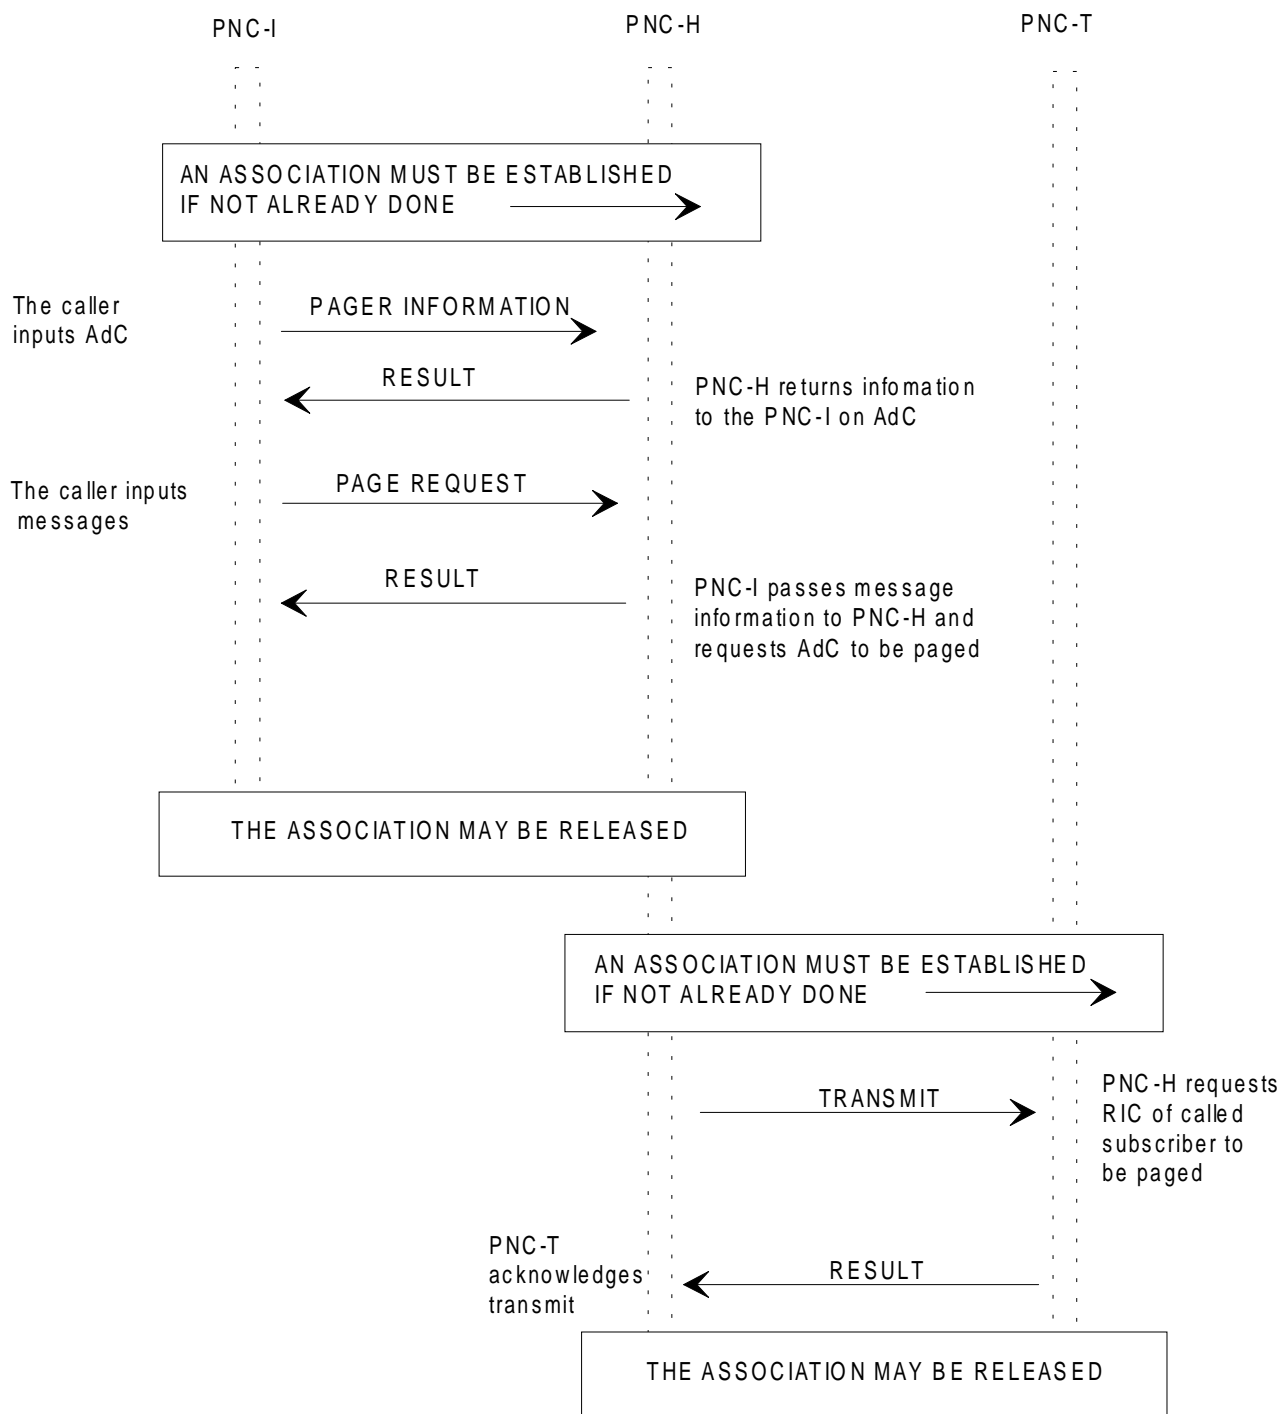 PNC-I
PNC-H
PNC-T
AN ASSOCIATION MUST BE ESTABLISHED
IF NOT ALREADY DONE
The caller
inputs AdC
PAGER INFORMATION
RESULT
PNC-H returns infomation
to the PNC-I on AdC
The caller inputs
messages
PAGE REQUEST
RESULT
PNC-I passes message
information to PNC-H and
requests AdC to be paged
THE ASSOCIATION MAY BE RELEASED
AN ASSOCIATION MUST BE ESTABLISHED
IF NOT ALREADY DONE
TRANSMIT
PNC-H requests
RIC of called
subscriber to
be paged
PNC-T
acknowledges
transmit
RESULT
THE ASSOCIATION MAY BE RELEASED